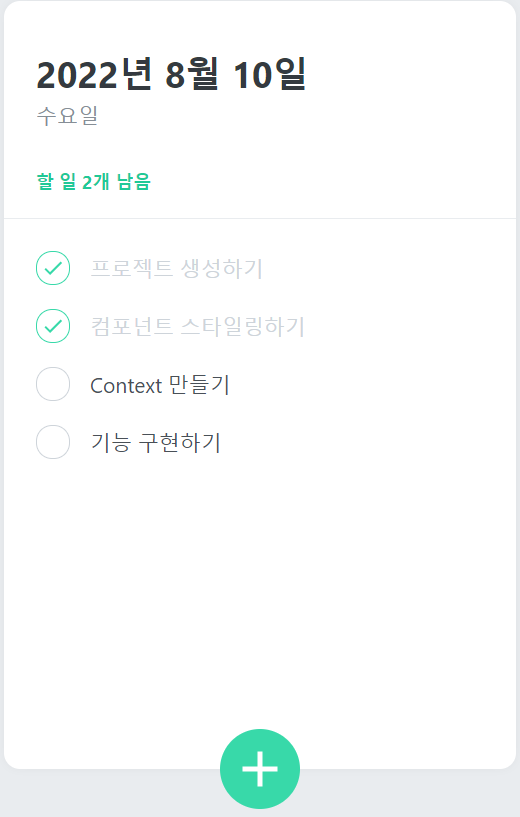 2022년 8월 10일
수요일
할 일 2개 남음
프로젝트 생성하기
컴포넌트 스타일링하기
Context 만들기
기능 구현하기